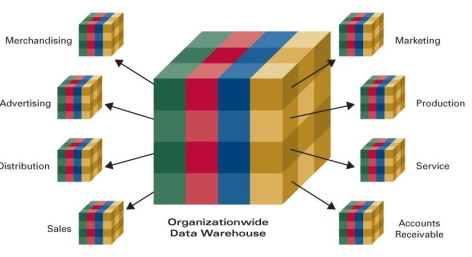 Merchandising
Marketing
Advertising
Production
Distribution
Service
Sales
Organizationwide
Data Warehouse
Accounts
Receivable